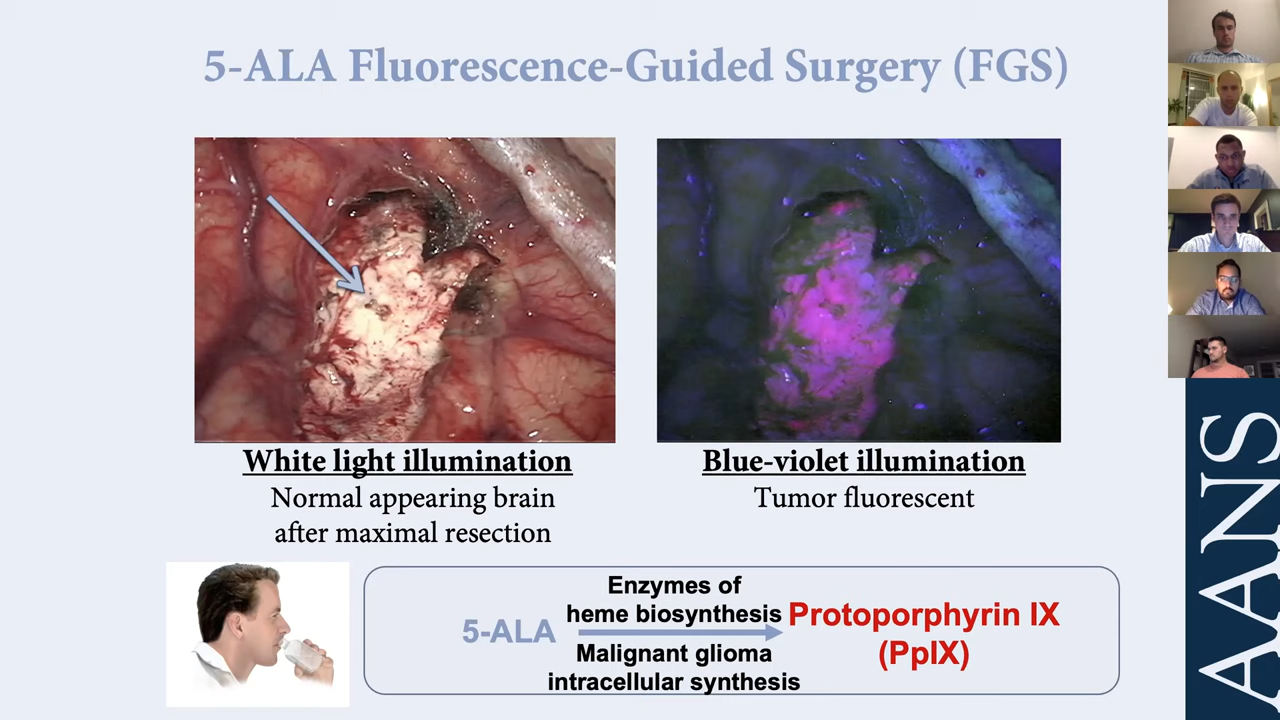 5-ALA Fluorescence-Guided Surgery (FGS)
White light illumination
Normal appearing brain
after maximal resection
Blue-violet illumination
Tumor fluorescent
5-ALA
Enzymes of
heme biosynthesis
Malignant glioma
intracellular synthesis
Protoporphyrin IX
(PpIX)
AANS